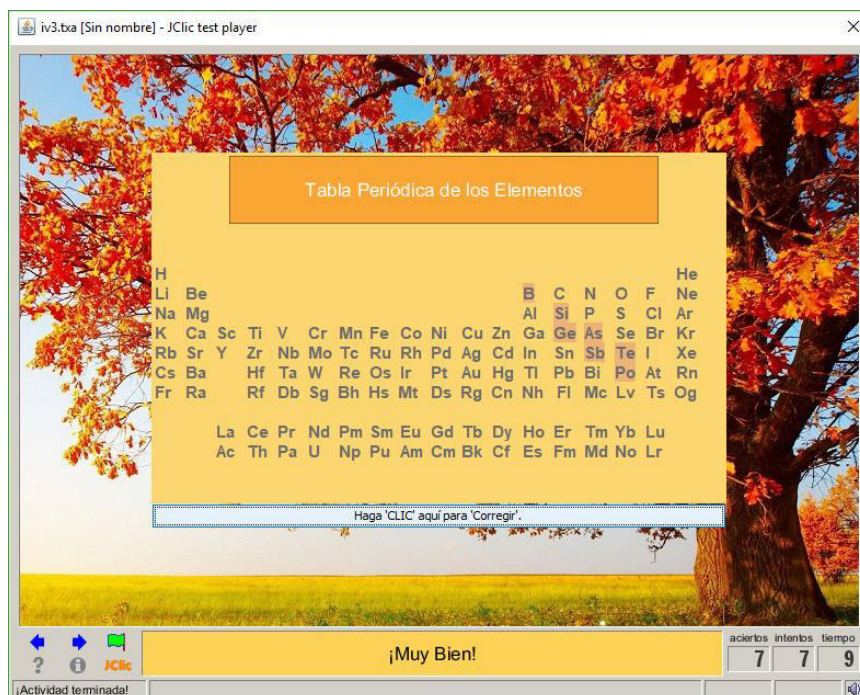 iv3.txa [Sin nombre] - JClic test player
Tabla Periódica de los Elementos
H He
Li Be B C N O F Ne
Na Mg Al Si P S Cl Ar
K Ca Sc Ti V Cr Mn Fe Co Ni Cu Zn Ga Ge As Se Br Kr
Rb Sr Y Zr Nb Mo Tc Ru Rh Pd Ag Cd In Sn Sb Te I Xe
Cs Ba Hf Ta W Re Os Ir Pt Au Hg Tl Pb Bi Po At Rn
Fr Ra Rf Db Sg Bh Hs Mt Ds Rg Cn Nh Fl Mc Lv Ts Og
La Ce Pr Nd Pm Sm Eu Gd Tb Dy Ho Er Tm Yb Lu
Ac Th Pa U Np Pu Am Cm Bk Cf Es Fm Md No Lr
Haga 'CLIC' aquí para 'Corregir'.
JClic
¡Muy Bien!
aciertos intentos tiempo
7 7 9
¡Actividad terminada!